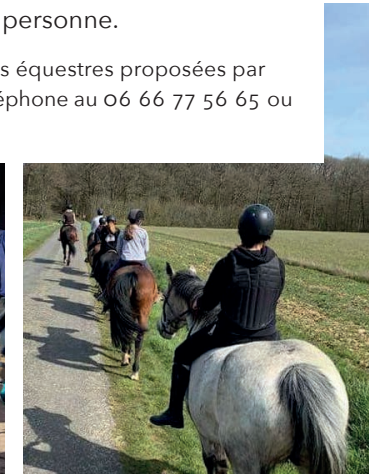 personne.
s équestres proposées par
éphone au 06 66 77 56 65 ou